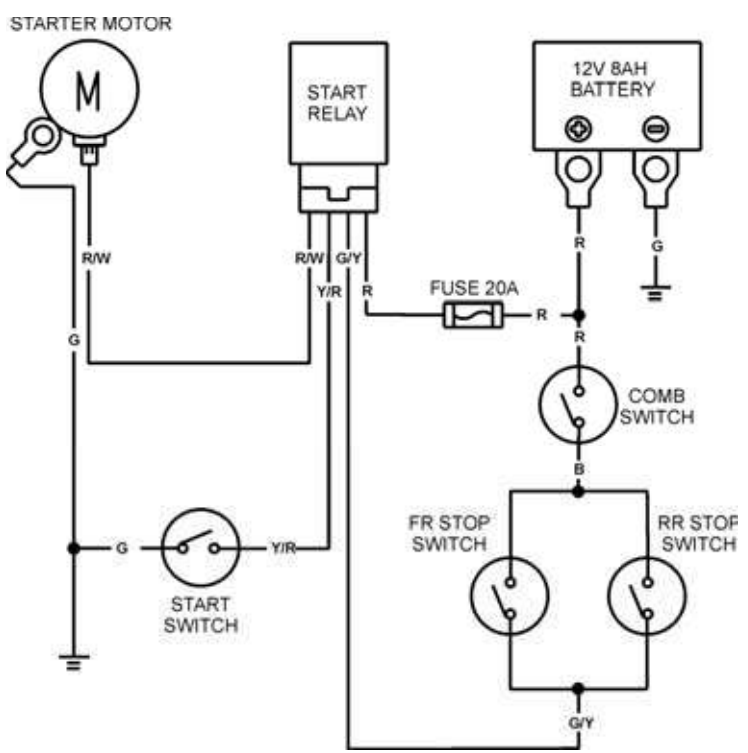 STARTER MOTOR
M
START
RELAY
12V 8AH
BATTERY
R/W
R/W
G/Y
Y/R
R
FUSE 20A
R
R
G
R
G
COMB
SWITCH
B
FR STOP
SWITCH
RR STOP
SWITCH
G
Y/R
START
SWITCH
G/Y